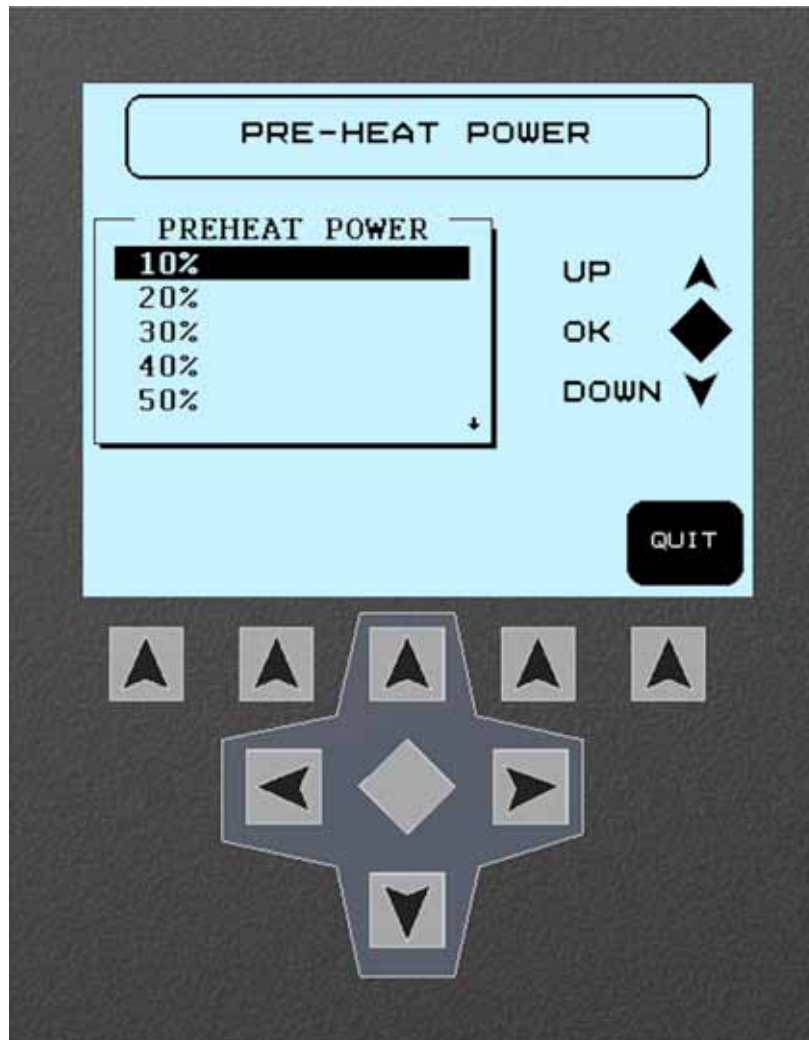 PRE-HEAT POWER
PREHEAT POWER
10%
20%
30%
40%
50%
UP
OK
DOWN
QUIT